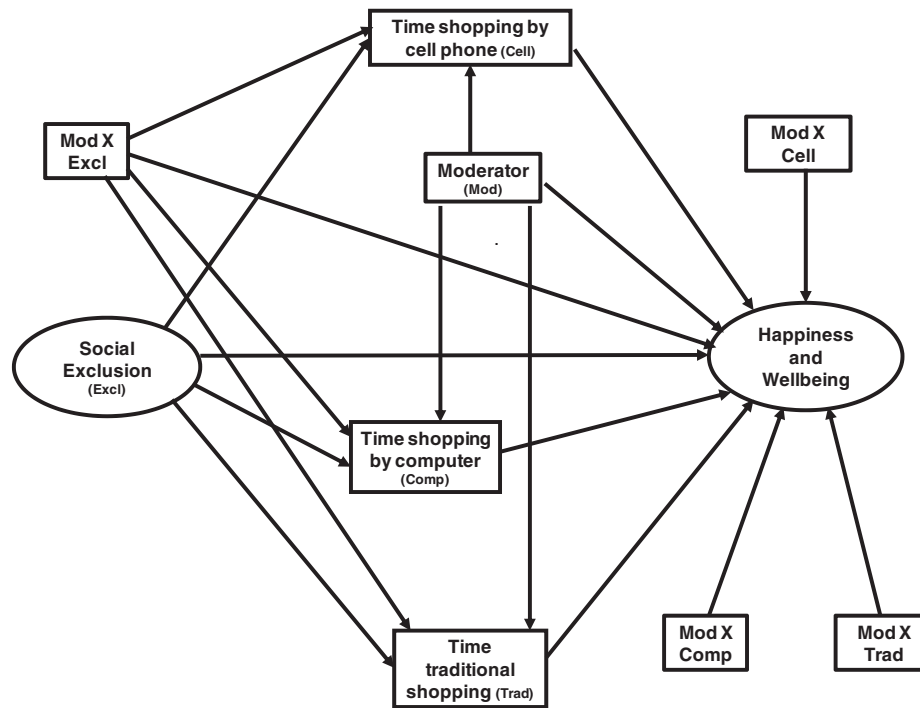 Time shopping by
cell phone (Cell)
Mod X
Excl
Mod X
Cell
Moderator
(Mod)
Social
Exclusion
(Excl)
Happiness
and
Wellbeing
Time shopping
by computer
(Comp)
Time
traditional
shopping (Trad)
Mod X
Comp
Mod X
Trad